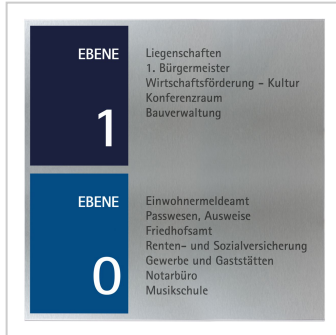 EBENE
1
Liegenschaften
1. Bürgermeister
Wirtschaftsförderung - Kultur
Konferenzraum
Bauverwaltung
EBENE
0
Einwohnermeldeamt
Passwesen, Ausweise
Friedhofsamt
Renten- und Sozialversicherung
Gewerbe und Gaststätten
Notarbüro
Musikschule